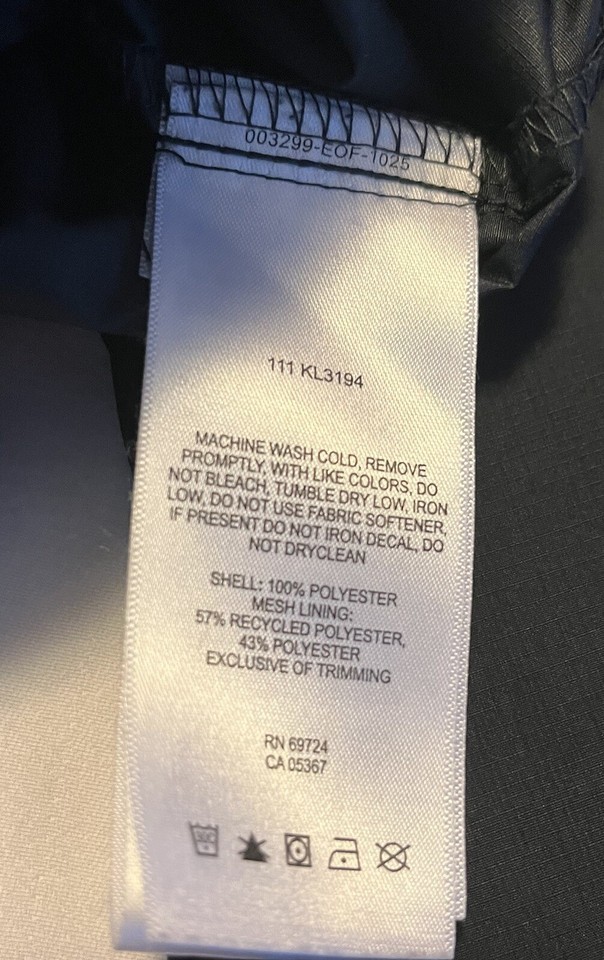 003299-EOF-1025
111 KL3194
MACHINE WASH COLD, REMOVE
PROMPTLY, WITH LIKE COLORS, DO
NOT BLEACH, TUMBLE DRY LOW, IRON
LOW, DO NOT USE FABRIC SOFTENER,
IF PRESENT DO NOT IRON DECAL, DO
NOT DRYCLEAN
SHELL: 100% POLYESTER
MESH LINING:
57% RECYCLED POLYESTER,
43% POLYESTER
EXCLUSIVE OF TRIMMING
RN 69724
CA 05367